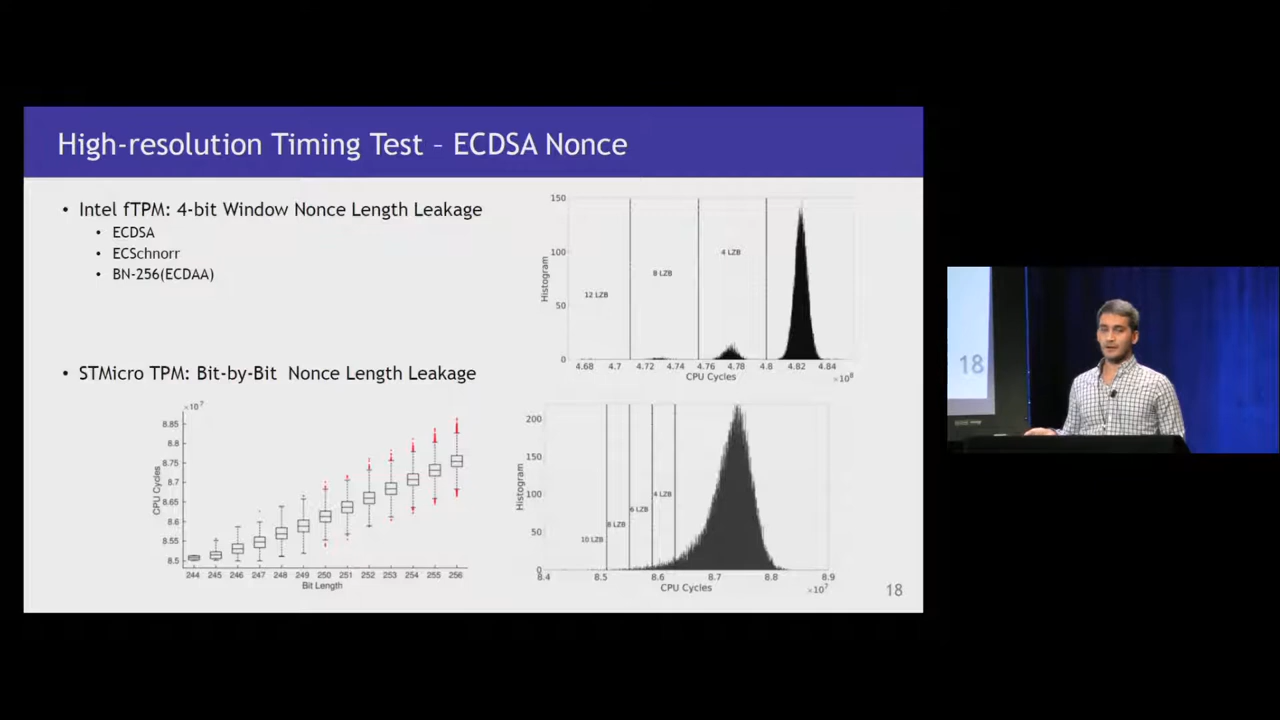 High-resolution Timing Test – ECDSA Nonce
• Intel fTPM: 4-bit Window Nonce Length Leakage
• ECDSA
• ECSchnorr
• BN-256(ECDAA)
150
100
50
0
Histogram
12 LZB
8 LZB
4 LZB
4.68 4.7 4.72 4.74 4.76 4.78 4.8 4.82 4.84
CPU Cycles
×10⁸
• STMicro TPM: Bit-by-Bit Nonce Length Leakage
×10⁷
8.85
8.8
8.75
8.7
8.65
8.6
8.55
8.5
CPU Cycles
244 245 246 247 248 249 250 251 252 253 254 255 256
Bit Length
200
150
100
50
0
Histogram
10 LZB
8 LZB
6 LZB
4 LZB
8.4 8.5 8.6 8.7 8.8 8.9
CPU Cycles
×10⁷
18
18